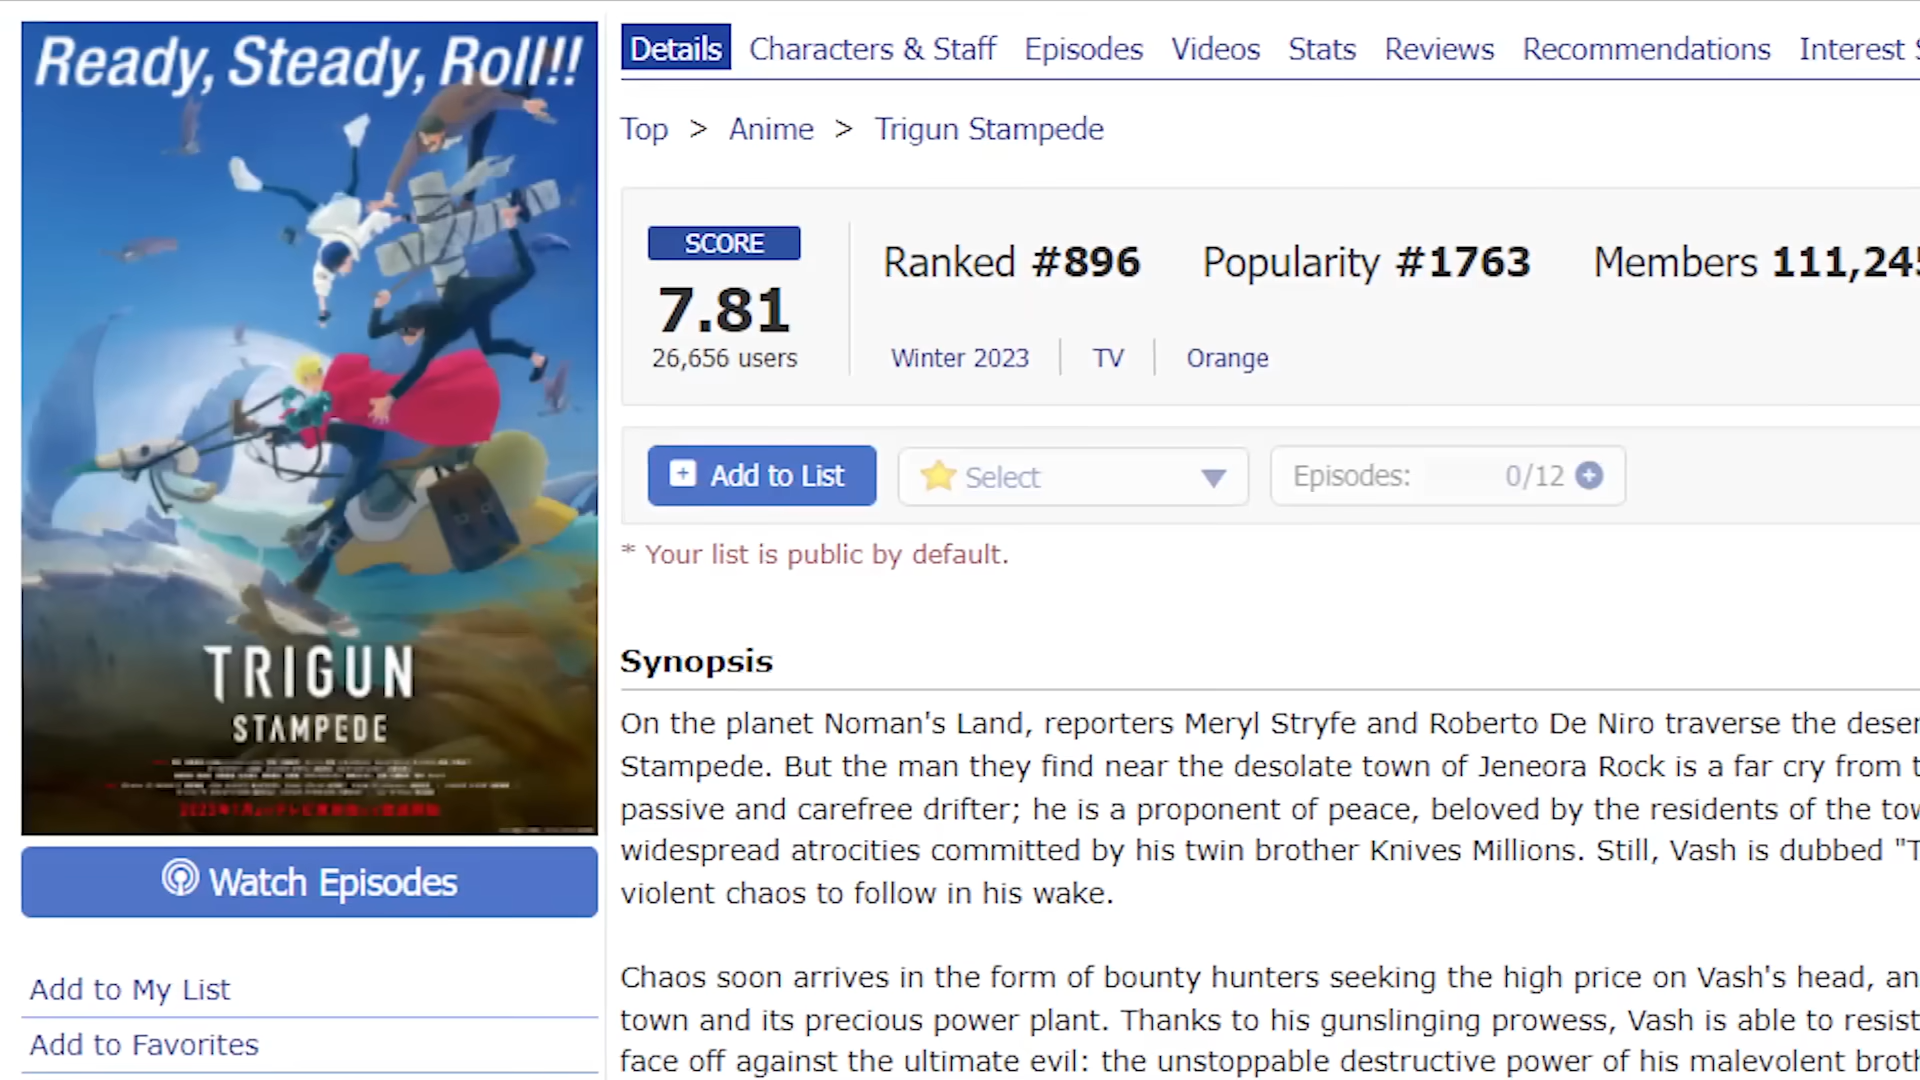 Ready, Steady, Roll!!
TRIGUN
STAMPEDE
Watch Episodes
Add to My List
Add to Favorites
Details Characters & Staff Episodes Videos Stats Reviews Recommendations Interest
Top > Anime > Trigun Stampede
SCORE
7.81
26,656 users
Ranked #896 Popularity #1763 Members 111,245
Winter 2023 TV Orange
+ Add to List
Select
Episodes: 0/12 +
* Your list is public by default.
Synopsis
On the planet Noman's Land, reporters Meryl Stryfe and Roberto De Niro traverse the deser
Stampede. But the man they find near the desolate town of Jeneora Rock is a far cry from t
passive and carefree drifter; he is a proponent of peace, beloved by the residents of the tow
widespread atrocities committed by his twin brother Knives Millions. Still, Vash is dubbed "T
violent chaos to follow in his wake.
Chaos soon arrives in the form of bounty hunters seeking the high price on Vash's head, an
town and its precious power plant. Thanks to his gunslinging prowess, Vash is able to resist
face off against the ultimate evil: the unstoppable destructive power of his malevolent broth